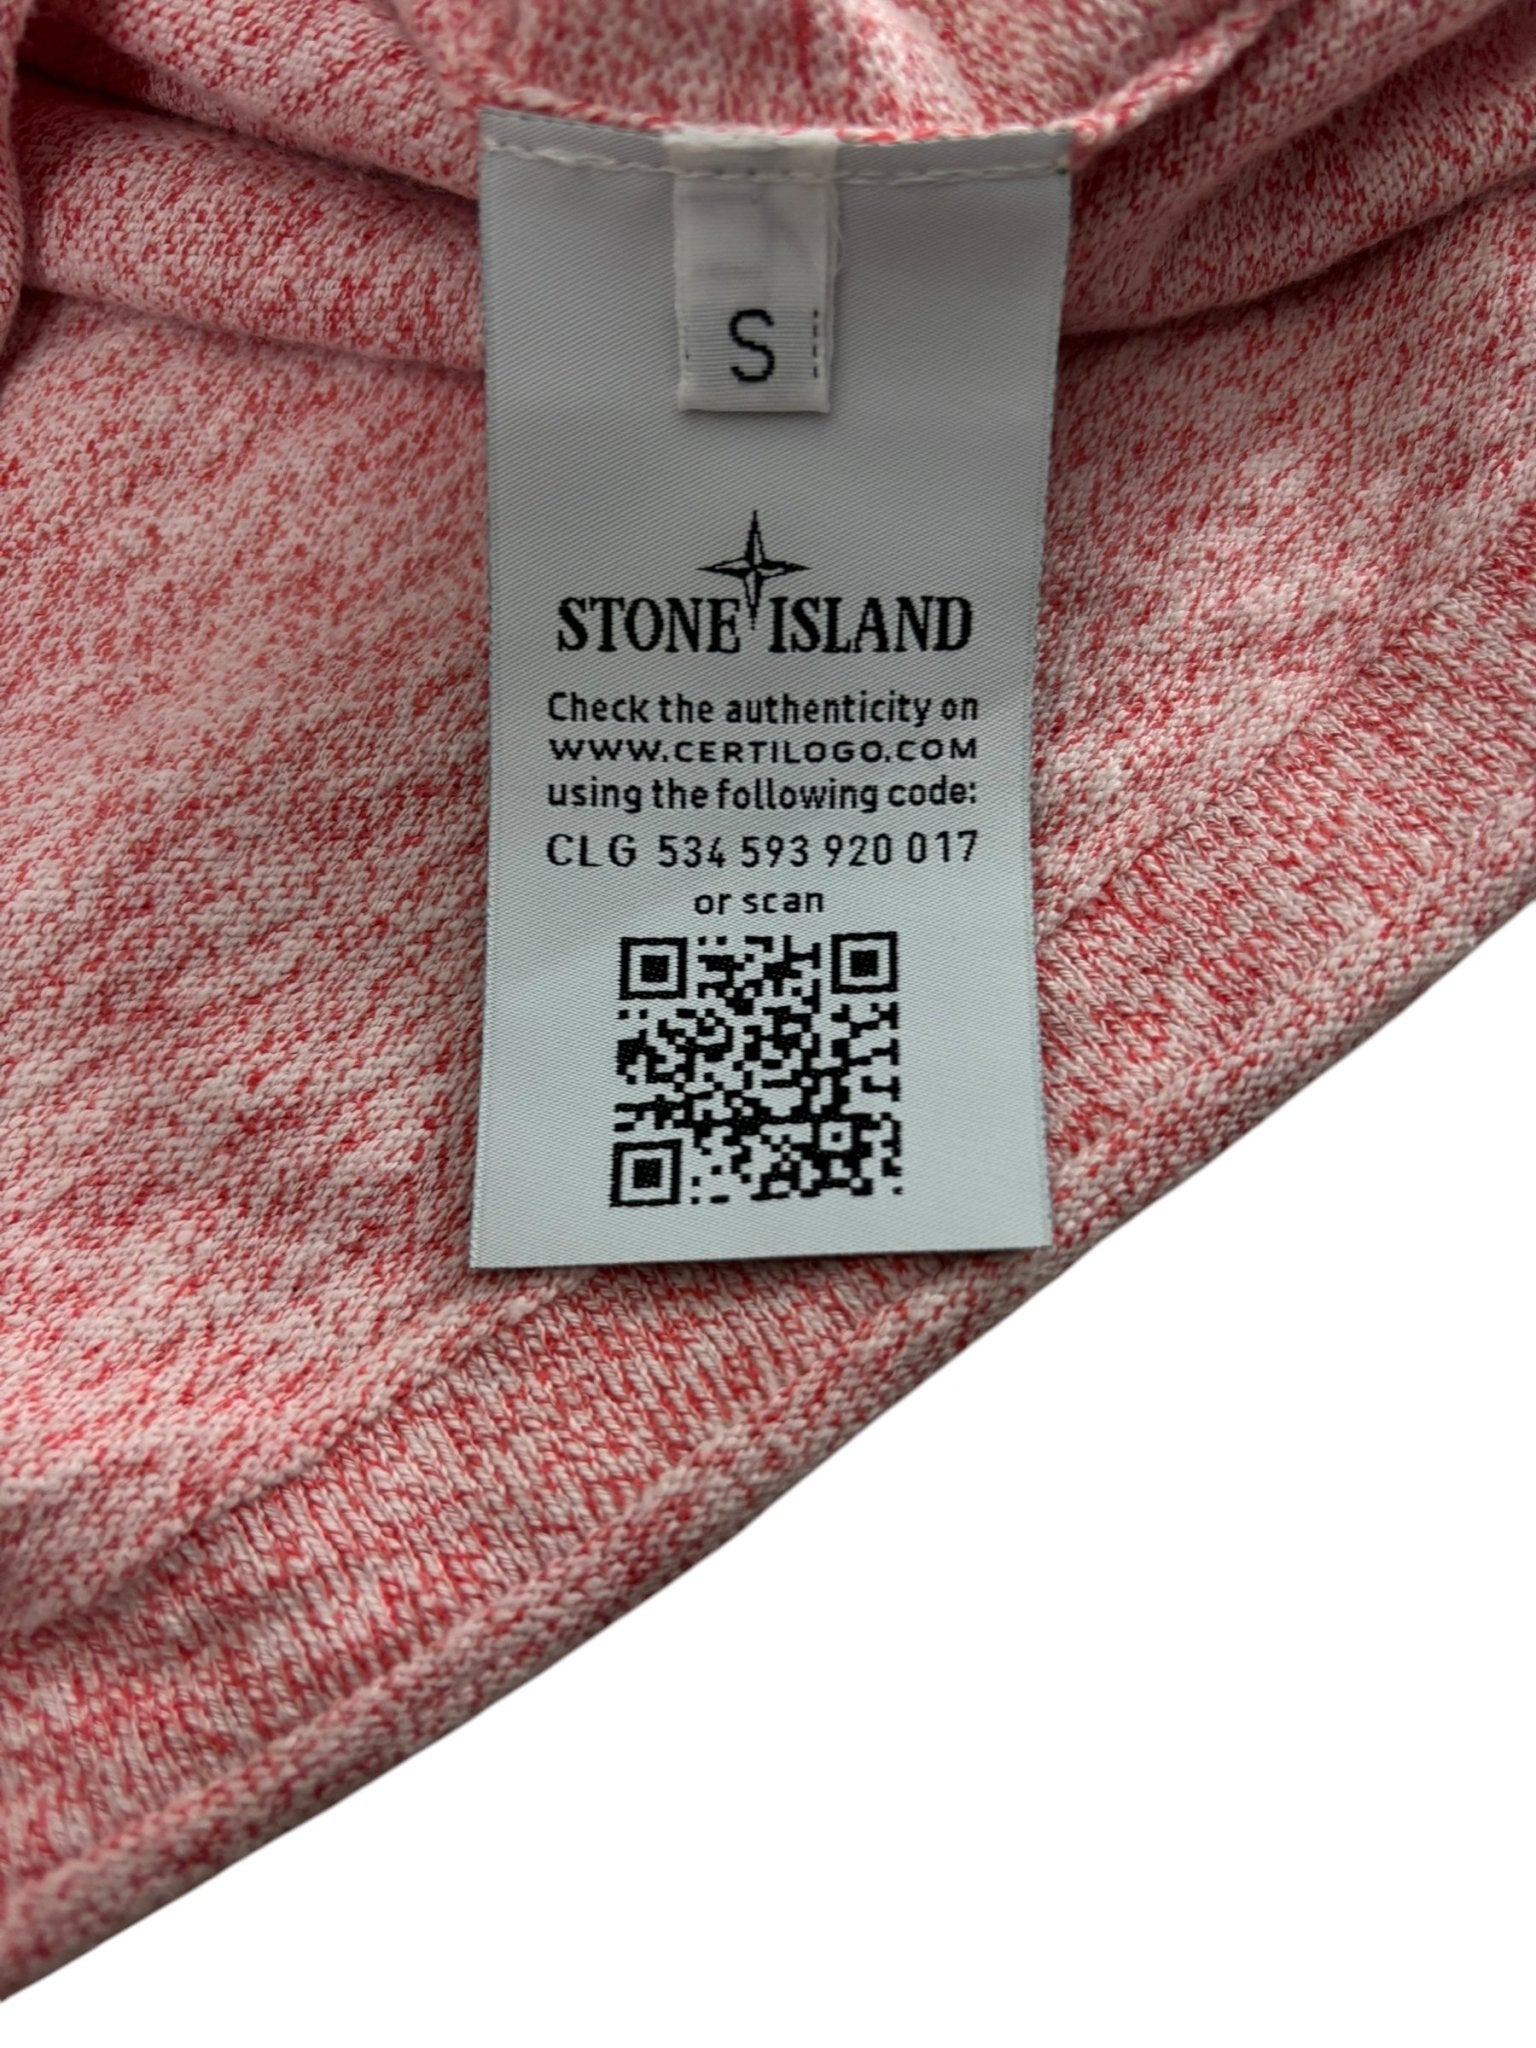 S
STONE ISLAND
Check the authenticity on
WWW.CERTILOGO.COM
using the following code:
CLG 534 593 920 017
or scan